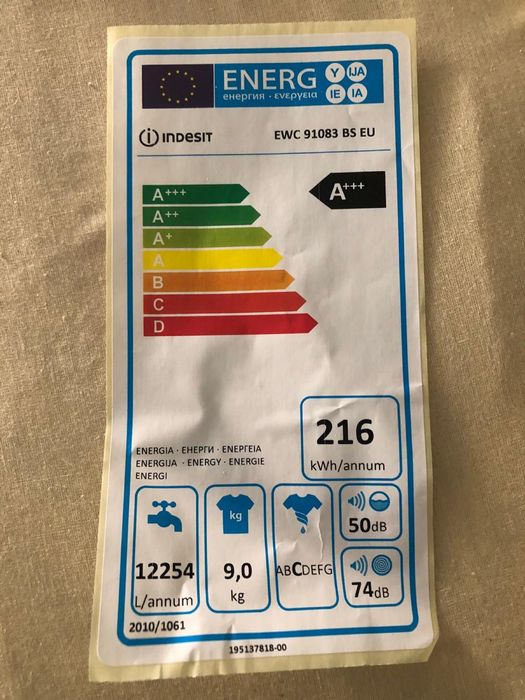 ENERG Y IJA
енергия · ενεργεια IE IA
INDESIT EWC 91083 BS EU
A+++ A+++
A++
A+
A
B
C
D
216
kWh/annum
ENERGIA · ЕНЕРГИ · ΕΝΕΡΓΕΙΑ
ENERGIJA · ENERGY · ENERGIE
ENERGI
12254
L/annum
kg
9,0
kg
ABCDEFG
50dB
74dB
2010/1061
195137818-00